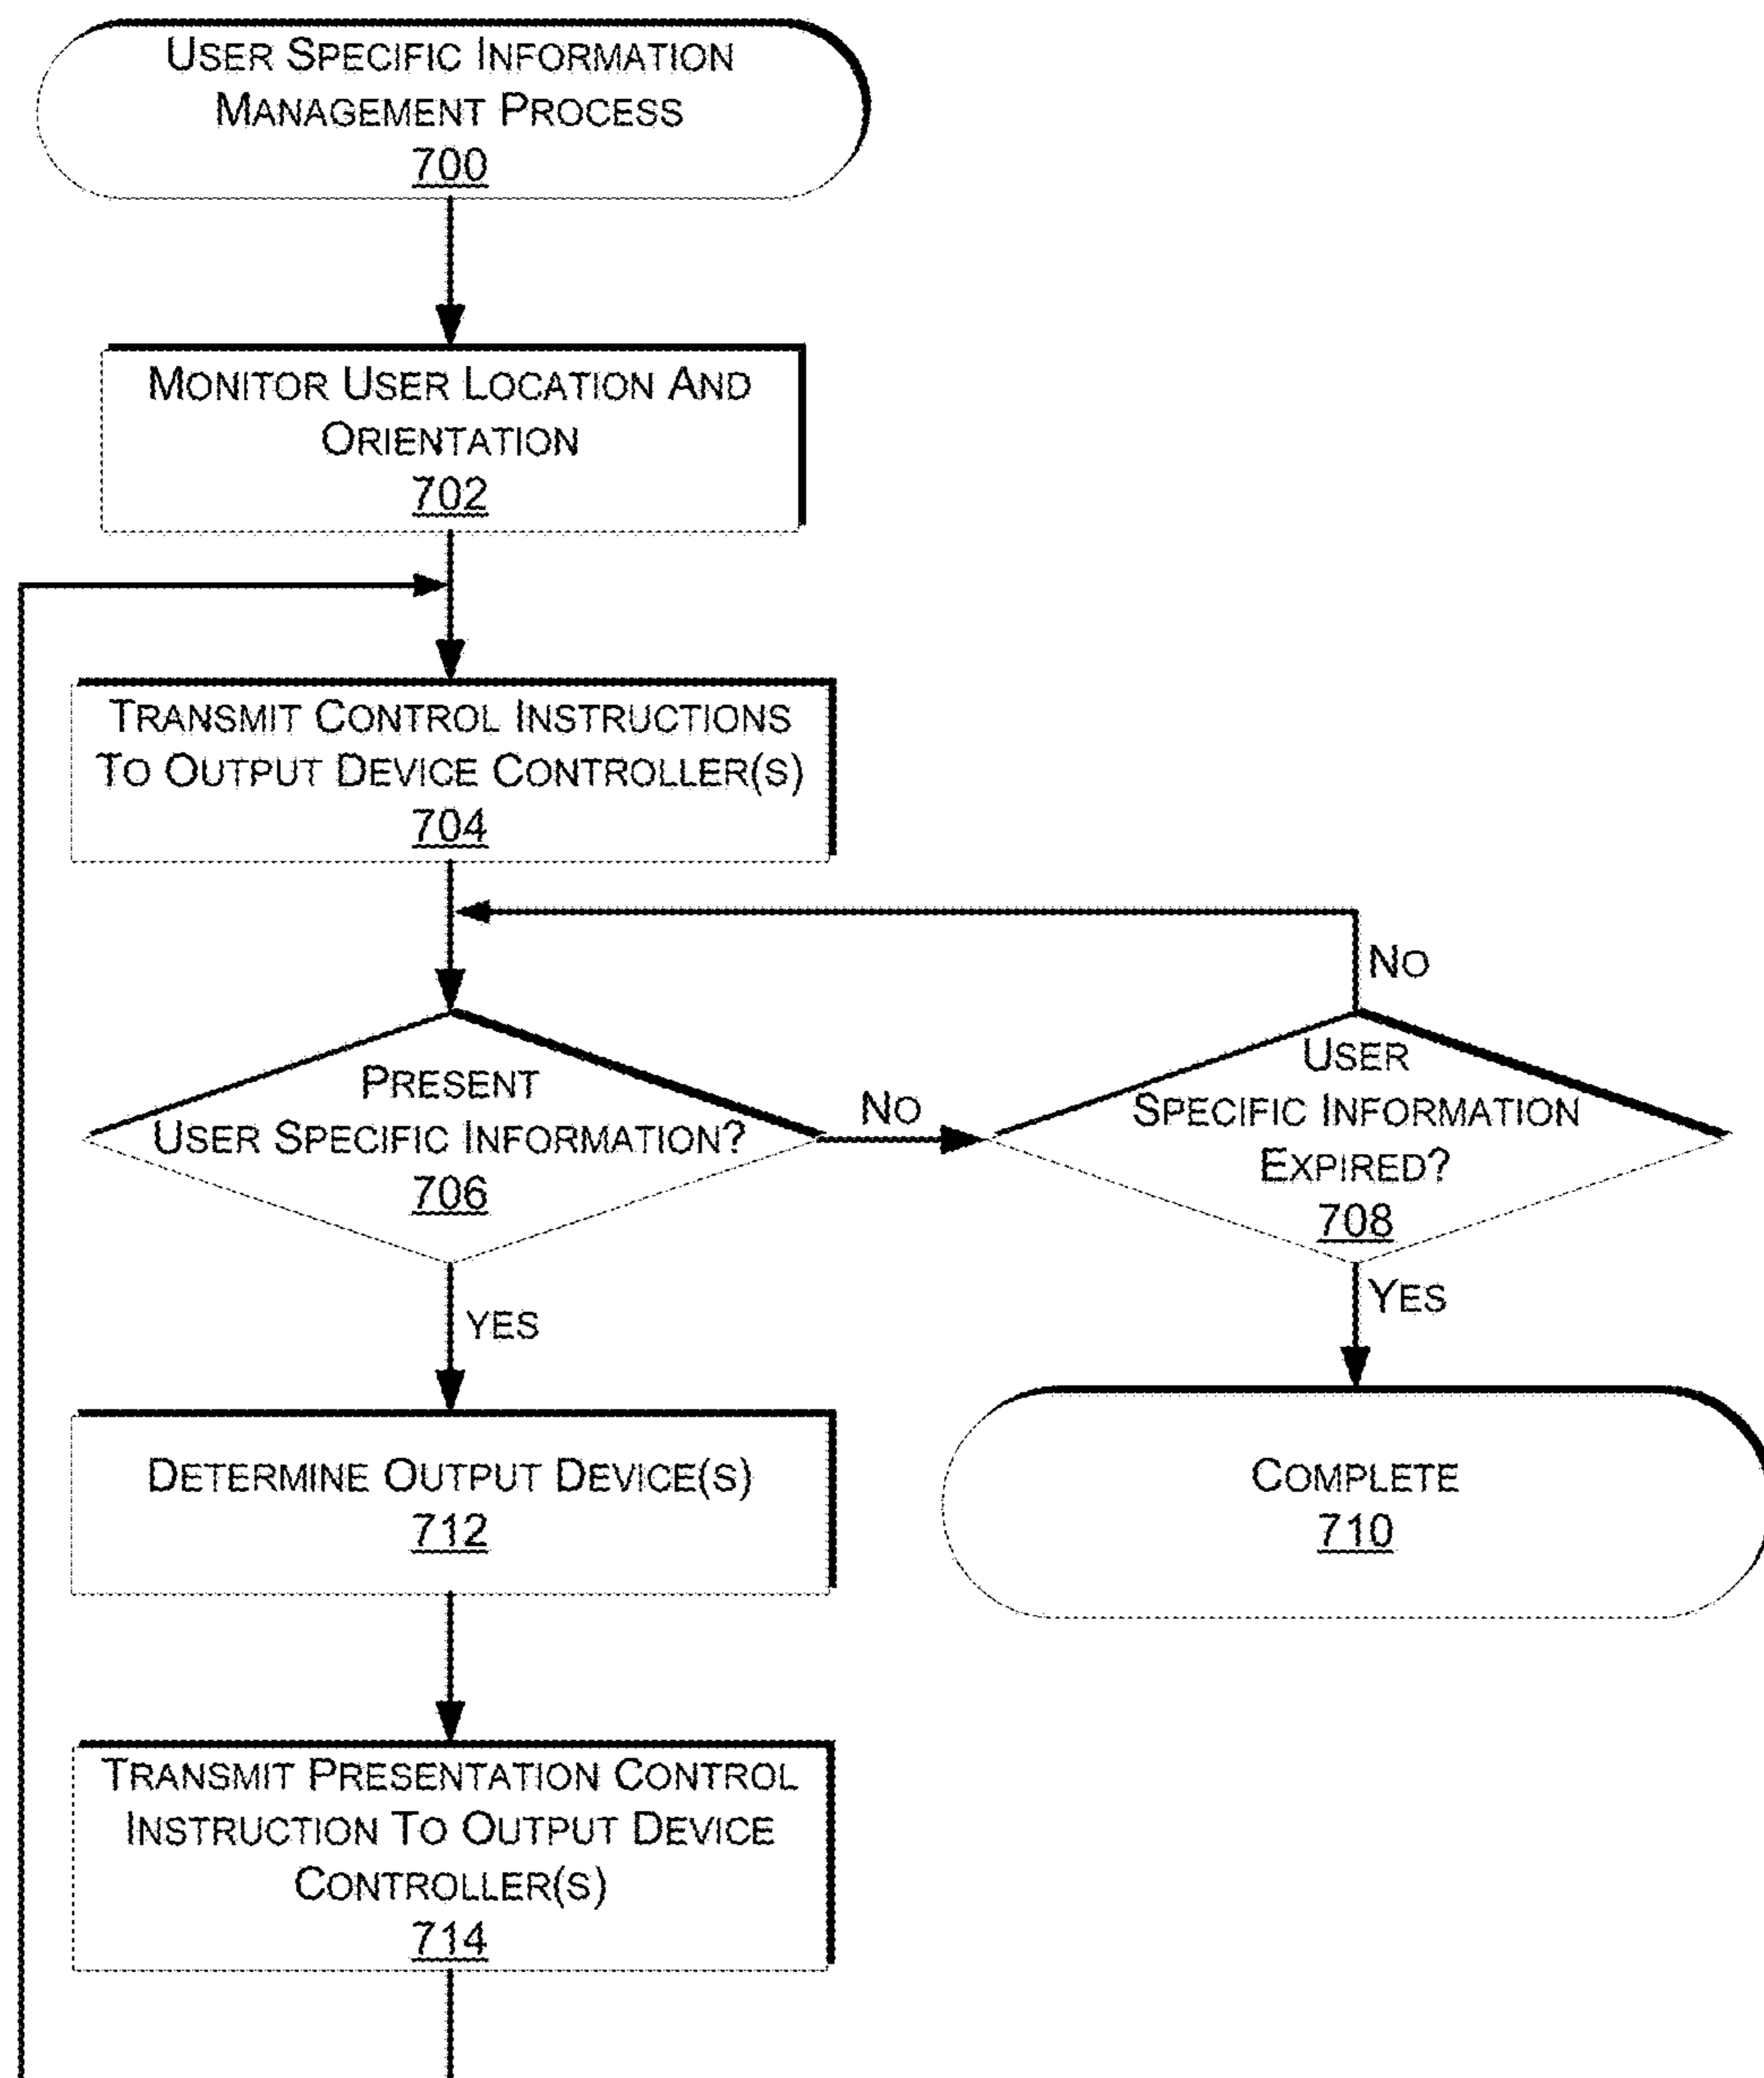 USER SPECIFIC INFORMATION
MANAGEMENT PROCESS
700
MONITOR USER LOCATION AND
ORIENTATION
702
TRANSMIT CONTROL INSTRUCTIONS
TO OUTPUT DEVICE CONTROLLER(S)
704
NO
PRESENT
USER SPECIFIC INFORMATION?
706
NO
USER
SPECIFIC INFORMATION
EXPIRED?
708
YES
YES
DETERMINE OUTPUT DEVICE(S)
712
COMPLETE
710
TRANSMIT PRESENTATION CONTROL
INSTRUCTION TO OUTPUT DEVICE
CONTROLLER(S)
714